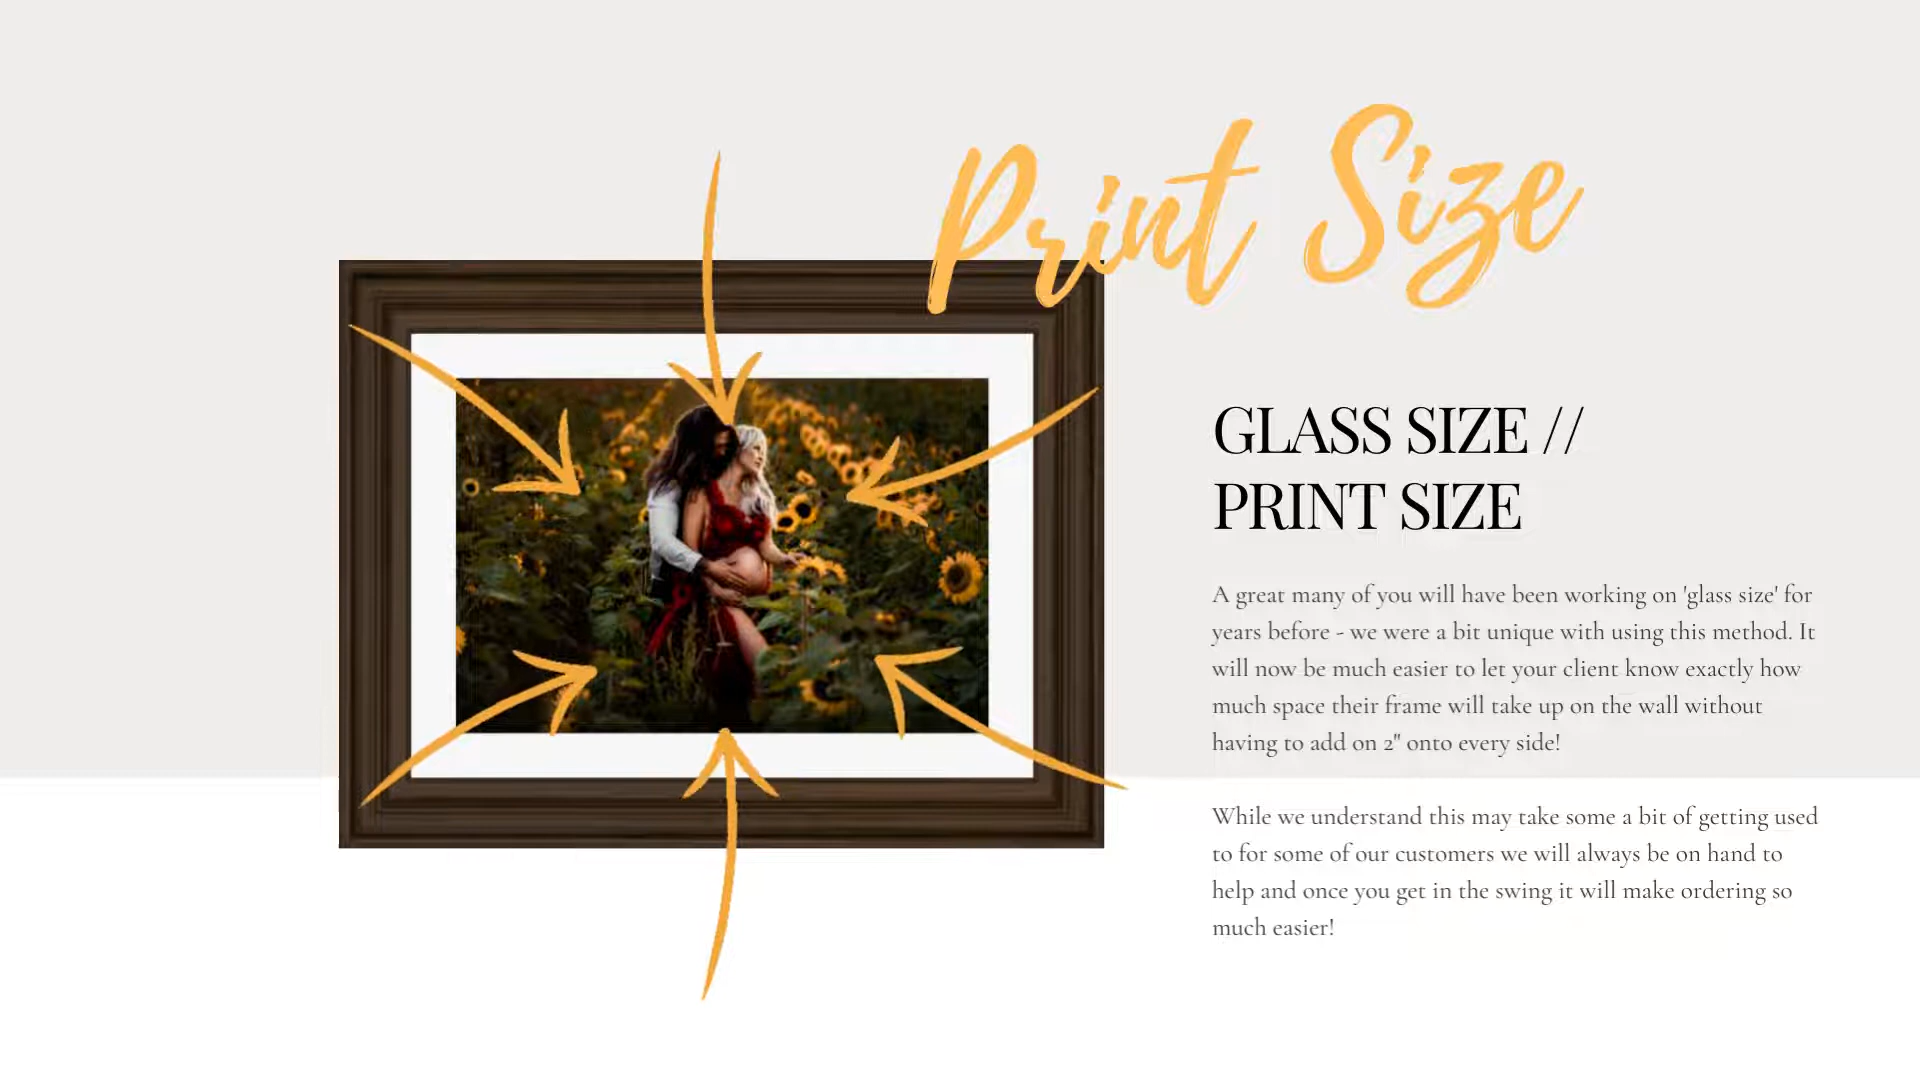 Print Size
GLASS SIZE //
PRINT SIZE
A great many of you will have been working on 'glass size' for
years before - we were a bit unique with using this method. It
will now be much easier to let your client know exactly how
much space their frame will take up on the wall without
having to add on 2" onto every side!
While we understand this may take some a bit of getting used
to for some of our customers we will always be on hand to
help and once you get in the swing it will make ordering so
much easier!